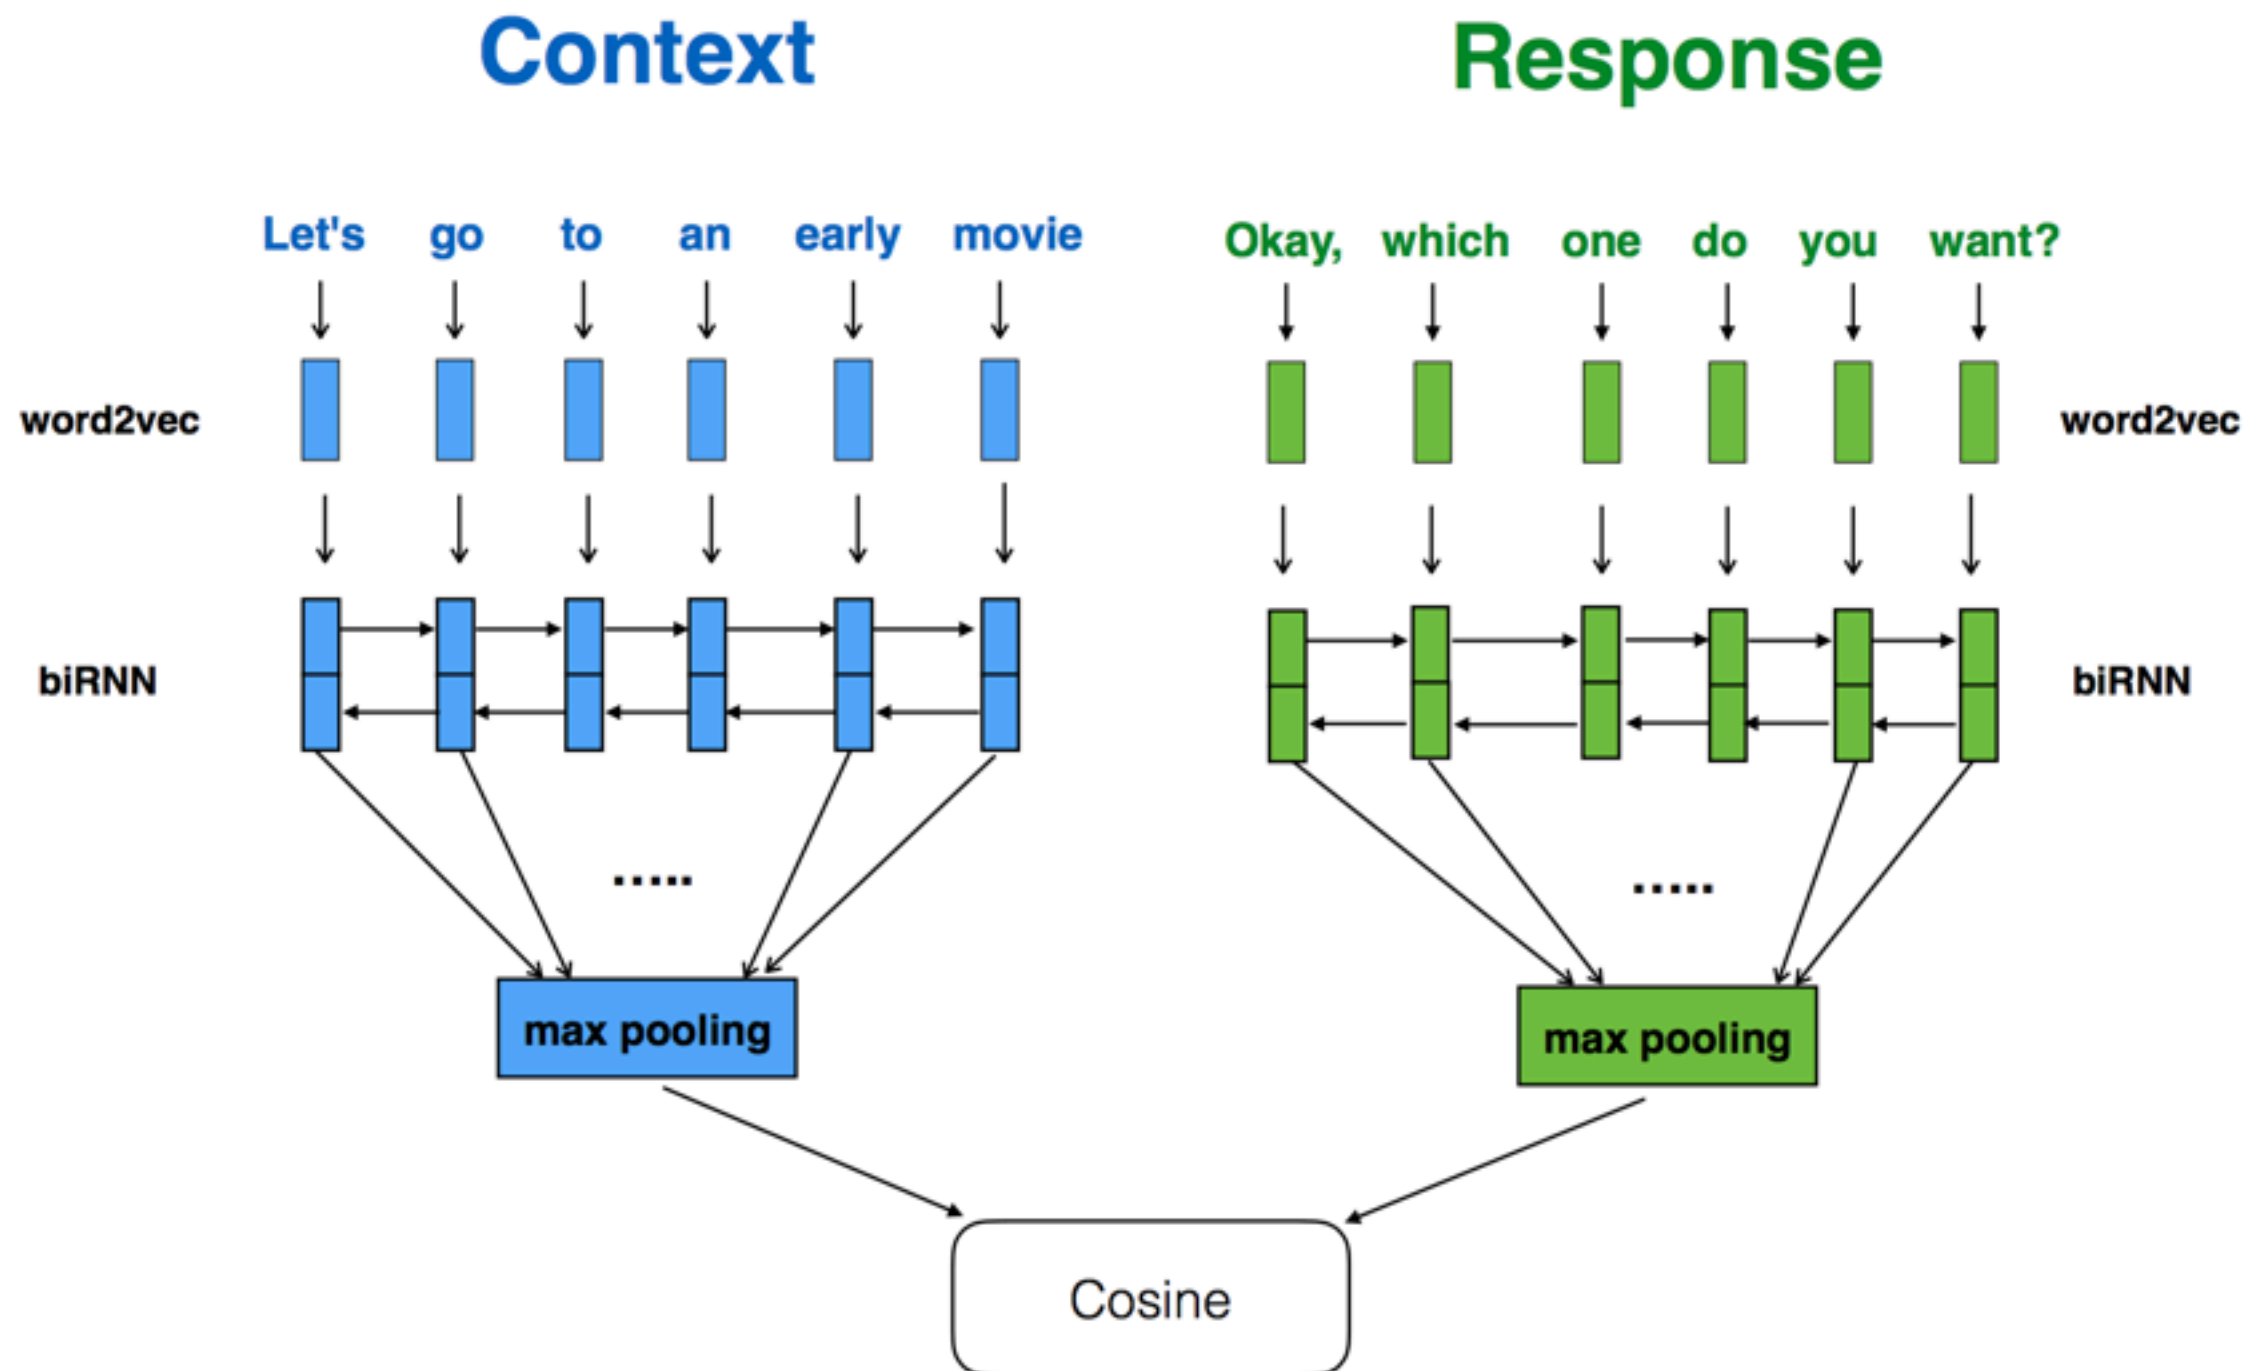 Context
Response
Let's go to an early movie
Okay, which one do you want?
word2vec
word2vec
biRNN
biRNN
.....
.....
max pooling
max pooling
Cosine